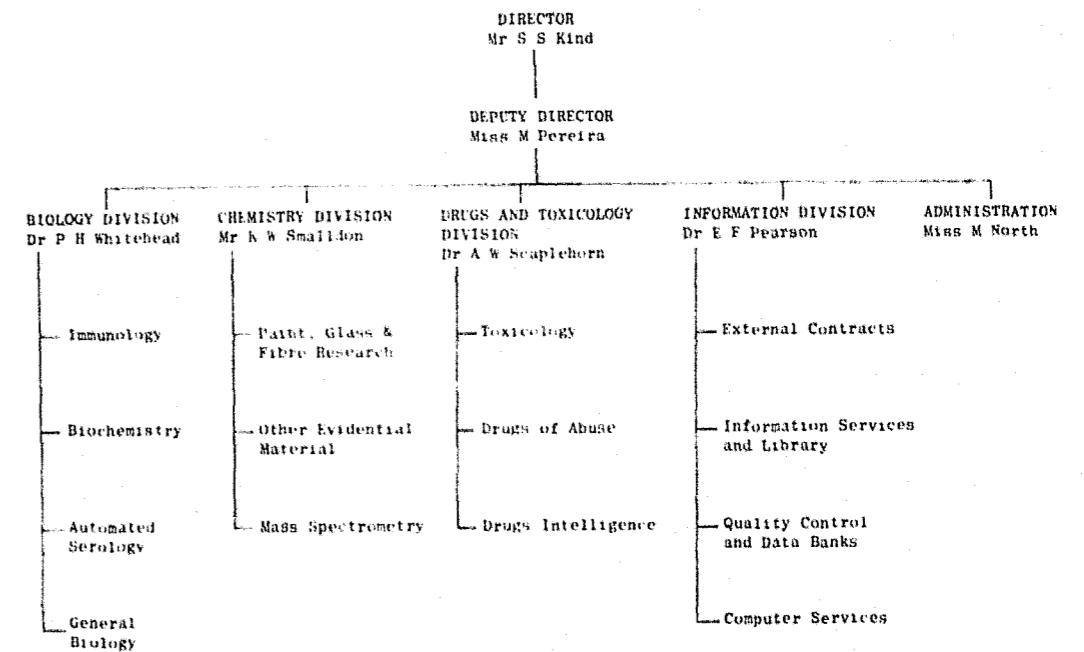 DIRECTOR
Mr S S Kind
DEPUTY DIRECTOR
Miss M Pereira
BIOLOGY DIVISION
Dr P H Whitehead
Immunology
Biochemistry
Automated
Serology
General
Biology
CHEMISTRY DIVISION
Mr K W Smalldon
Paint, Glass &
Fibre Research
Other Evidential
Material
Mass Spectrometry
DRUGS AND TOXICOLOGY
DIVISION
Dr A W Scaplehorn
Toxicology
Drugs of Abuse
Drugs Intelligence
INFORMATION DIVISION
Dr E F Pearson
External Contracts
Information Services
and Library
Quality Control
and Data Banks
Computer Services
ADMINISTRATION
Miss M North